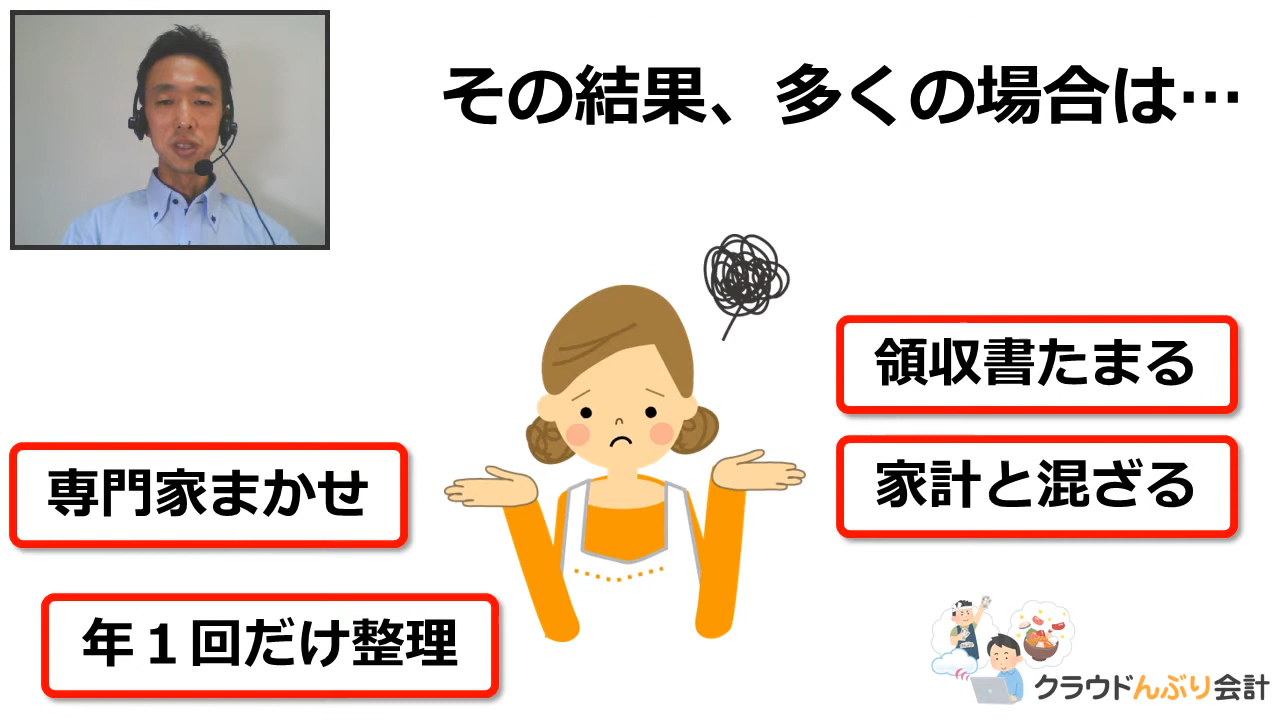 その結果、多くの場合は…
領収書たまる
家計と混ざる
専門家まかせ
年１回だけ整理
クラウドんぶり会計